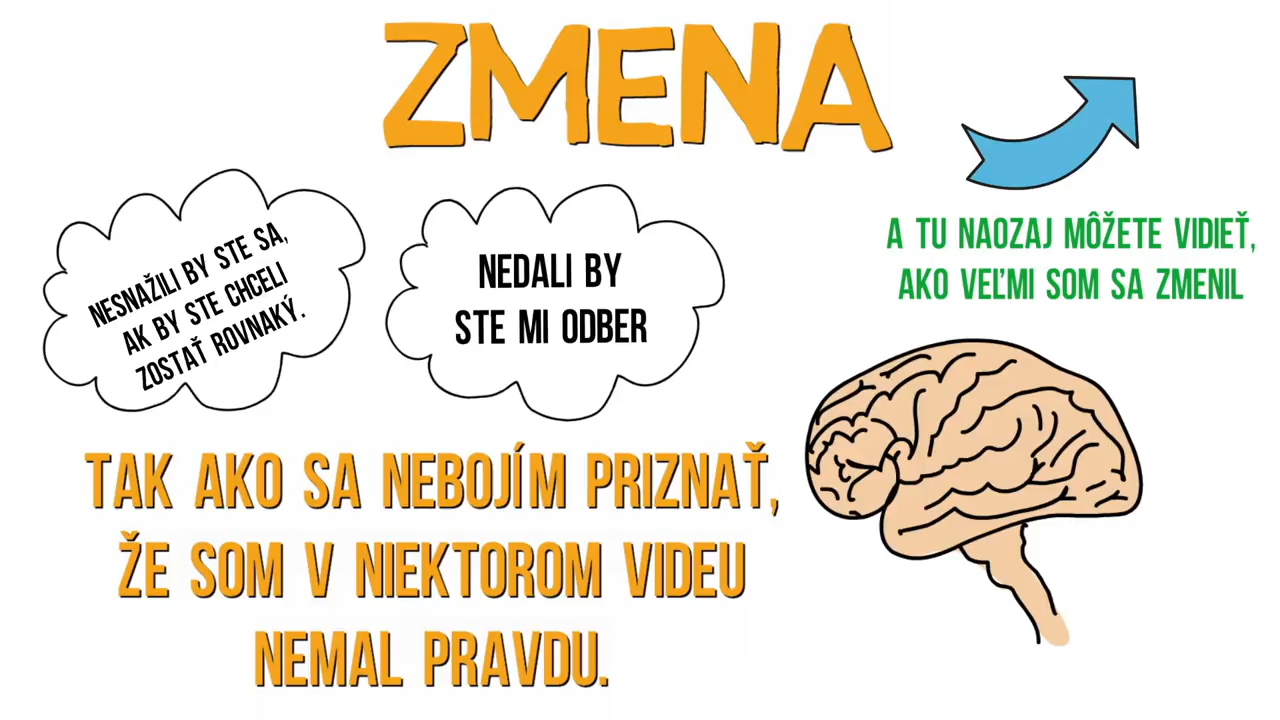 ZMENA
NESNAŽILI BY STE SA,
AK BY STE CHCELI
ZOSTAŤ ROVNAKÝ.
NEDALI BY
STE MI ODBER
A TU NAOZAJ MÔŽETE VIDIEŤ,
AKO VEĽMI SOM SA ZMENIL
TAK AKO SA NEBOJÍM PRIZNAŤ,
ŽE SOM V NIEKTOROM VIDEU
NEMAL PRAVDU.